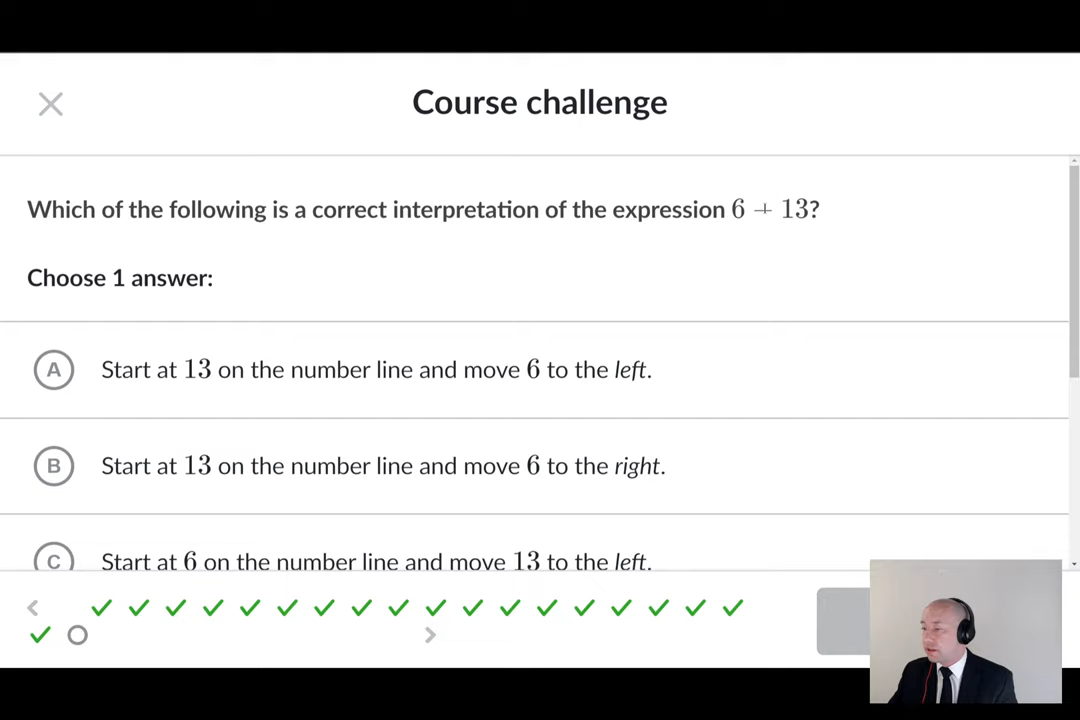 Course challenge
Which of the following is a correct interpretation of the expression 6 + 13?
Choose 1 answer:
A Start at 13 on the number line and move 6 to the left.
B Start at 13 on the number line and move 6 to the right.
C Start at 6 on the number line and move 13 to the left.